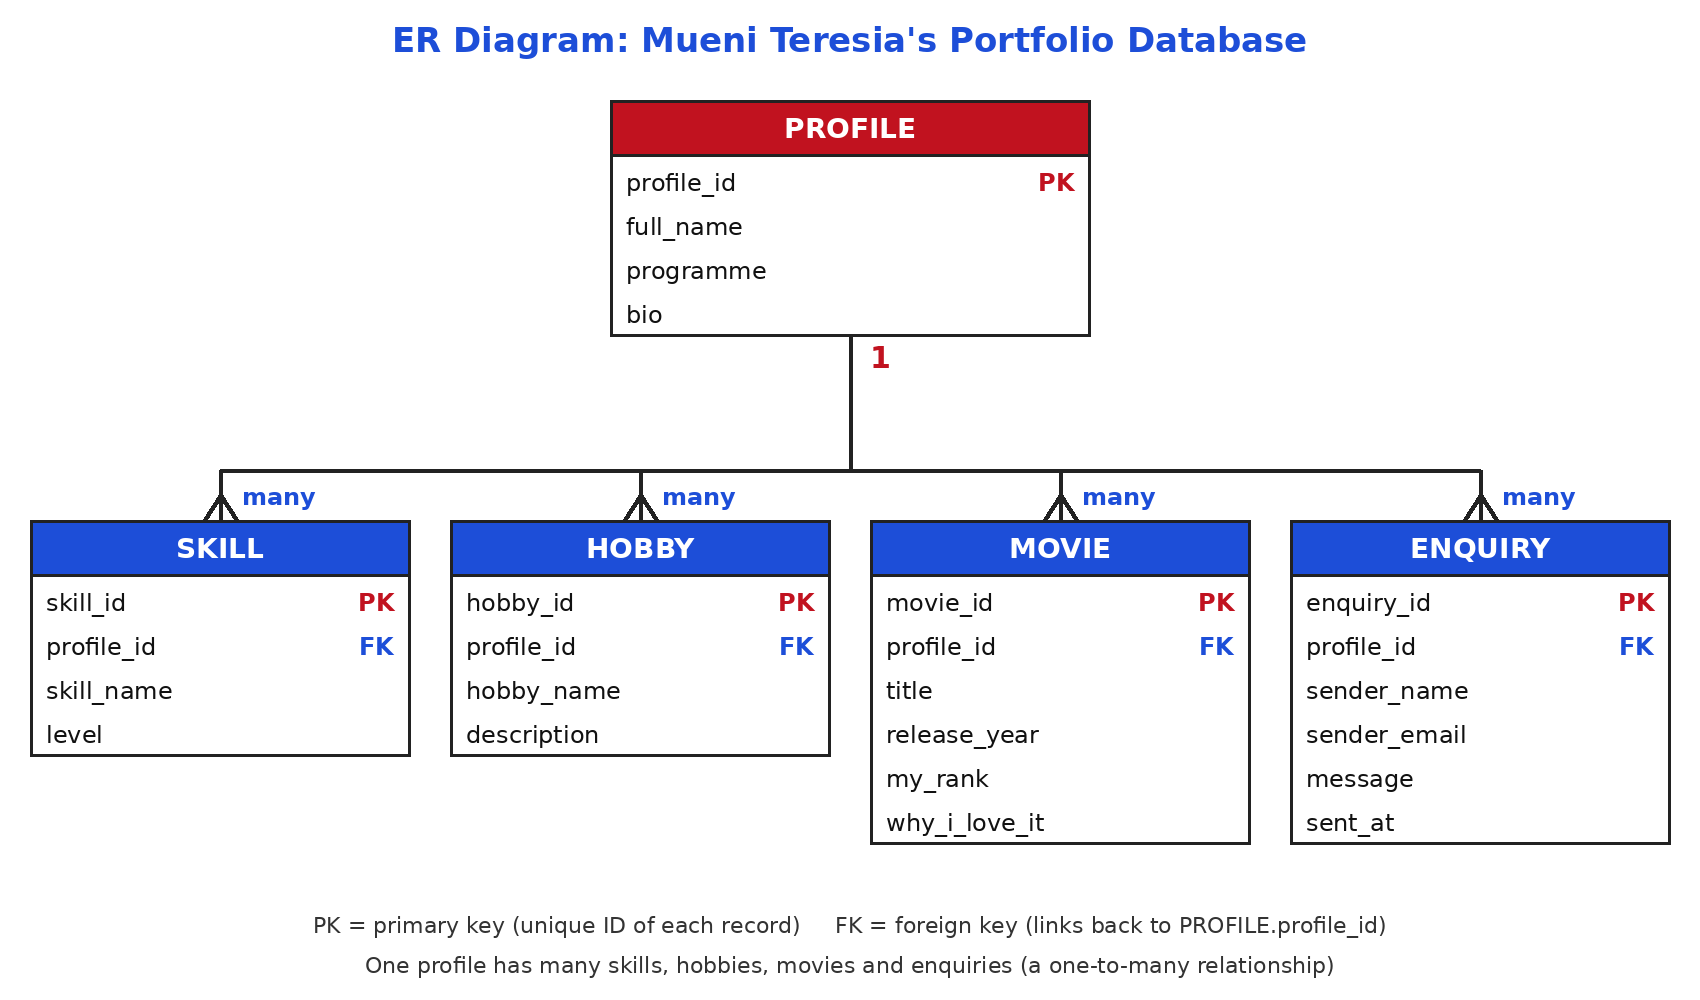 ER Diagram: Mueni Teresia's Portfolio Database
PROFILE
profile_id PK
full_name
programme
bio
1
many
many
many
many
SKILL
skill_id PK
profile_id FK
skill_name
level
HOBBY
hobby_id PK
profile_id FK
hobby_name
description
MOVIE
movie_id PK
profile_id FK
title
release_year
my_rank
why_i_love_it
ENQUIRY
enquiry_id PK
profile_id FK
sender_name
sender_email
message
sent_at
PK = primary key (unique ID of each record) FK = foreign key (links back to PROFILE.profile_id)
One profile has many skills, hobbies, movies and enquiries (a one-to-many relationship)